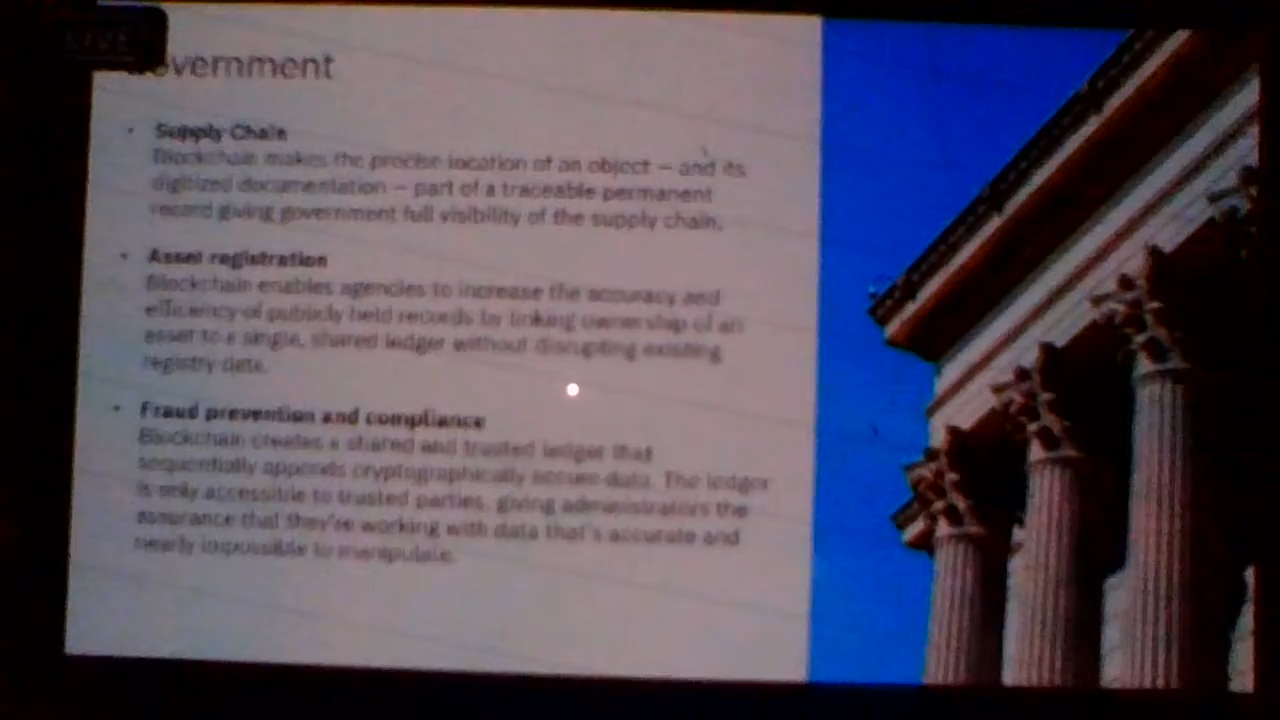 LIVE
overnment
• Supply Chain
Blockchain makes the precise location of an object – and its
digitized documentation – part of a traceable permanent
record giving government full visibility of the supply chain.
• Asset registration
Blockchain enables agencies to increase the accuracy and
efficiency of publicly held records by linking ownership of an
asset to a single, shared ledger without disrupting existing
registry data.
• Fraud prevention and compliance
Blockchain creates a shared and trusted ledger that
sequentially appends cryptographically secure data. The ledger
is only accessible to trusted parties, giving administrators the
assurance that they're working with data that's accurate and
nearly impossible to manipulate.